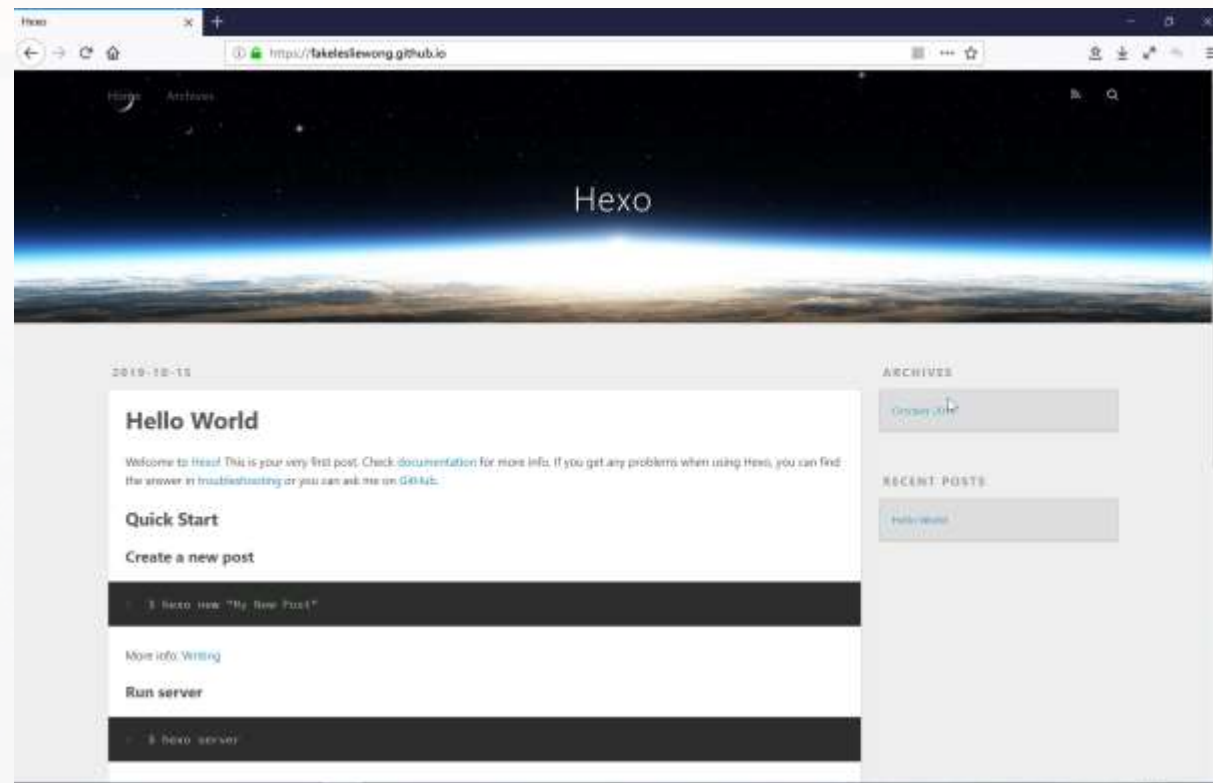 Hexo
https://fakelesliewong.github.io
Home Archives
Hexo
2019-10-15
Hello World
Welcome to Hexo! This is your very first post. Check documentation for more info. If you get any problems when using Hexo, you can find
the answer in troubleshooting or you can ask me on GitHub.
Quick Start
Create a new post
$ hexo new "My New Post"
More info: Writing
Run server
$ hexo server
ARCHIVES
October
RECENT POSTS
Hello World